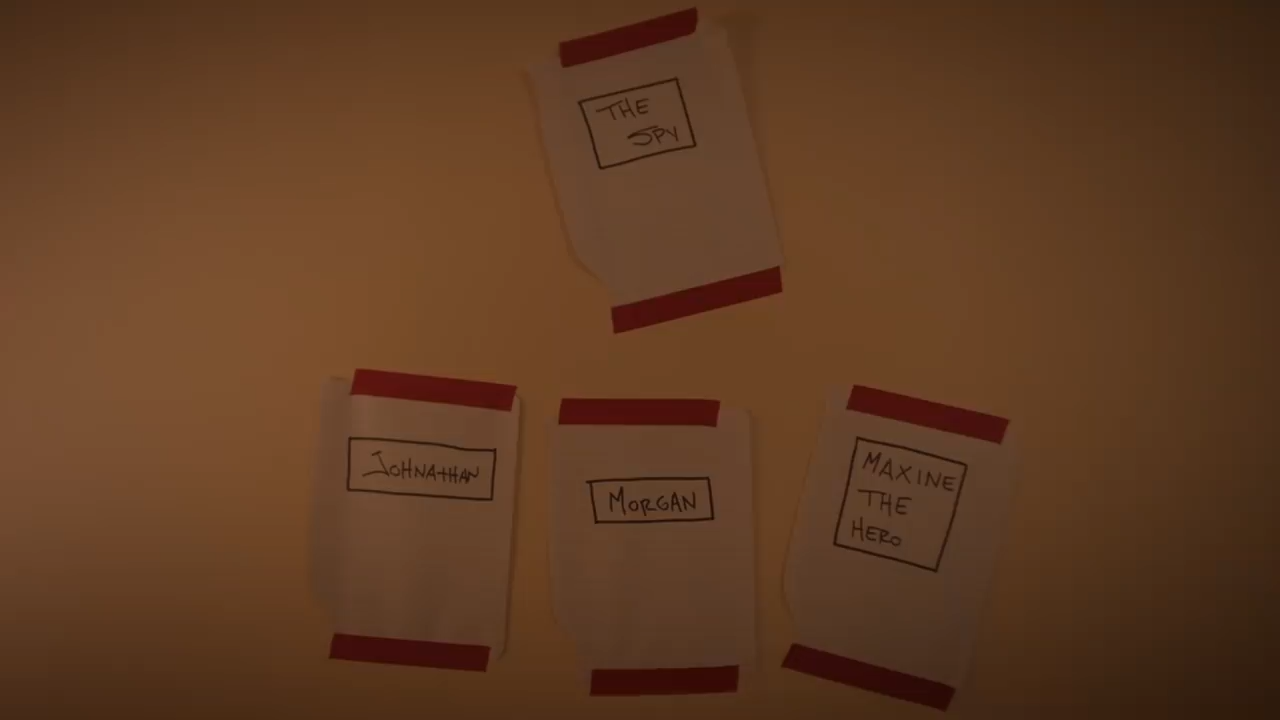 THE
SPY
JOHNATHAN
MORGAN
MAXINE
THE
HERO